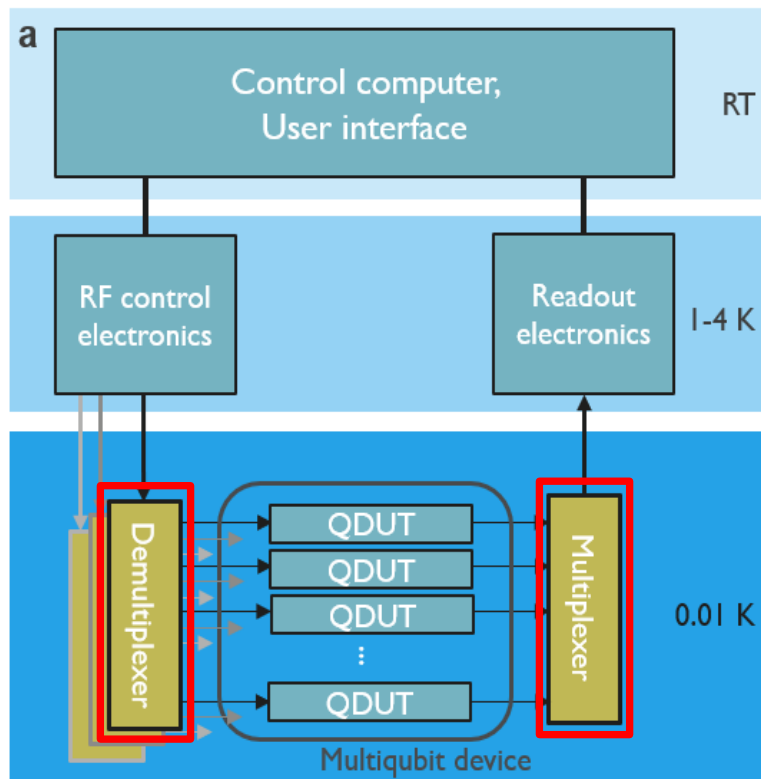 a
Control computer,
User interface
RT
RF control
electronics
Readout
electronics
1-4 K
Demultiplexer
QDUT
QDUT
QDUT
...
QDUT
Multiplexer
0.01 K
Multiqubit device